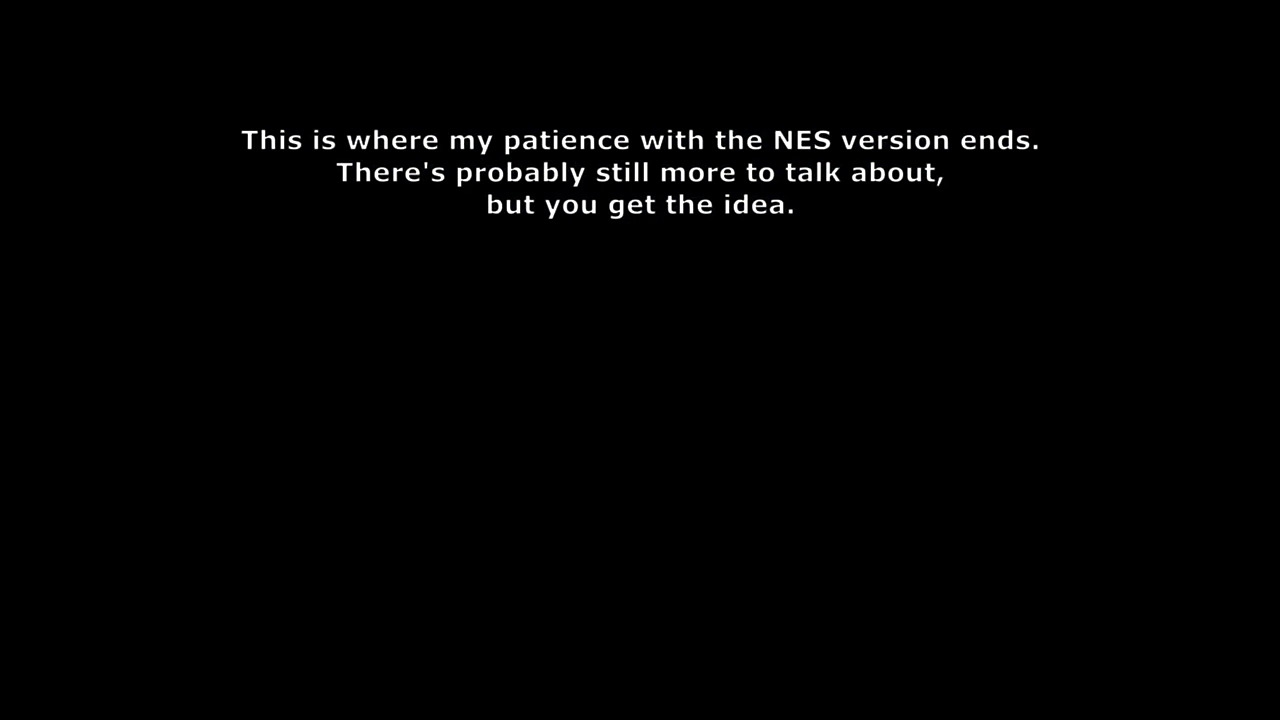 This is where my patience with the NES version ends.
There's probably still more to talk about,
but you get the idea.